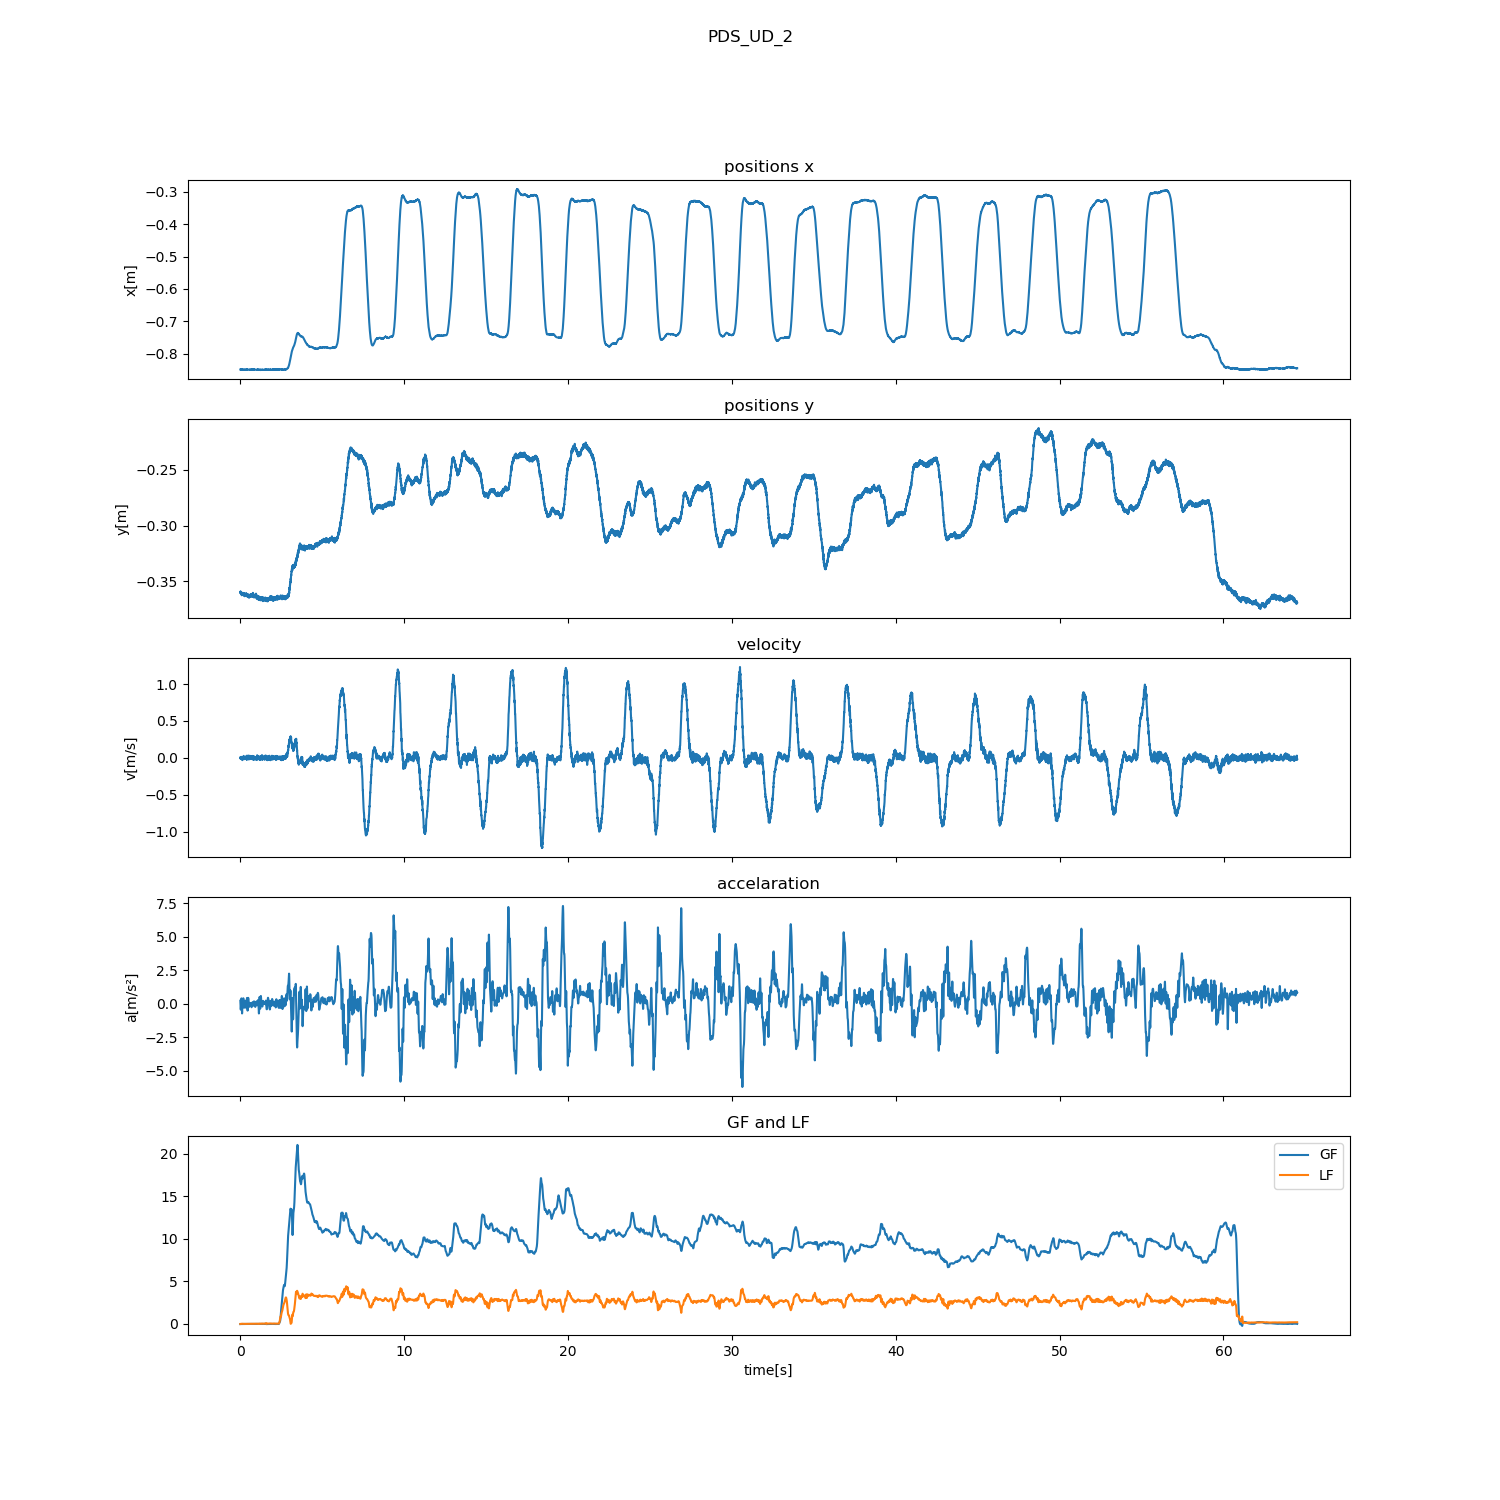 PDS_UD_2
positions x
−0.3
−0.4
−0.5
−0.6
−0.7
−0.8
x[m]
positions y
−0.25
−0.30
−0.35
y[m]
velocity
1.0
0.5
0.0
−0.5
−1.0
v[m/s]
accelaration
7.5
5.0
2.5
0.0
−2.5
−5.0
a[m/s²]
GF and LF
20
15
10
5
0
GF
LF
0 10 20 30 40 50 60
time[s]